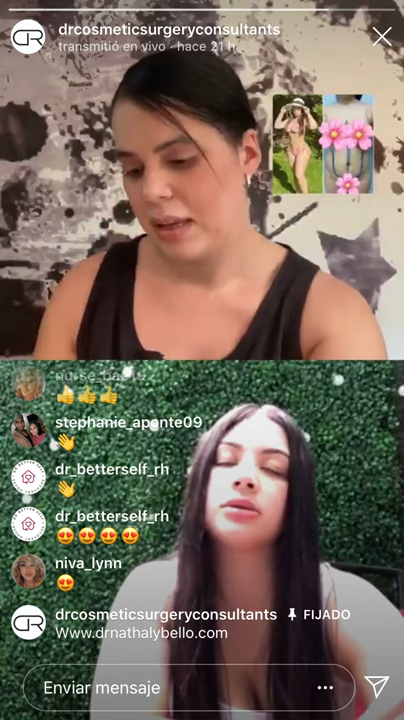 drcosmeticsurgeryconsultants
transmitió en vivo · hace 21 h
stephanie_aponte09
dr_betterself_rh
dr_betterself_rh
niva_lynn
drcosmeticsurgeryconsultants FIJADO
Www.drnathalybello.com
Enviar mensaje